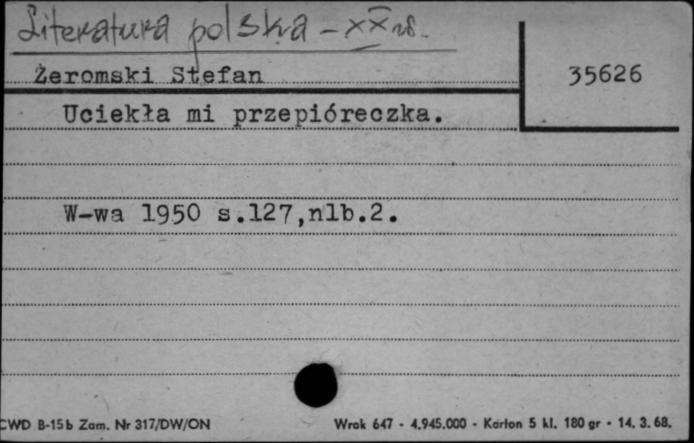 Literatura polska - XX w.
Żeromski Stefan
35626
Uciekła mi przepióreczka.
W-wa 1950 s.127,nlb.2.
CWD B-15b Zam. Nr 317/DW/ON
Wrak 647 - 4.945.000 - Karton 5 kl. 180 gr - 14. 3. 68.